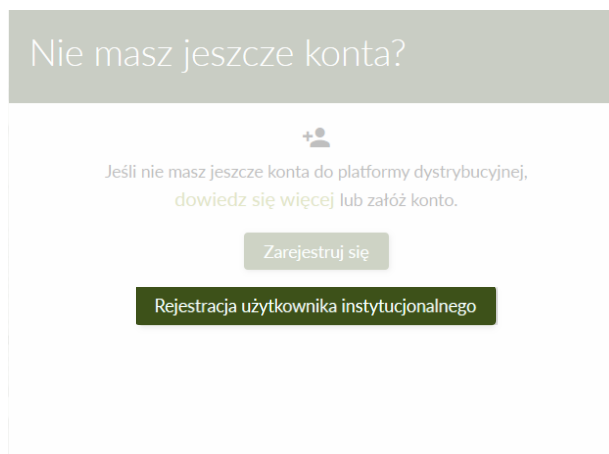 Nie masz jeszcze konta?
Jeśli nie masz jeszcze konta do platformy dystrybucyjnej,
dowiedz się więcej lub załóż konto.
Zarejestruj się
Rejestracja użytkownika instytucjonalnego